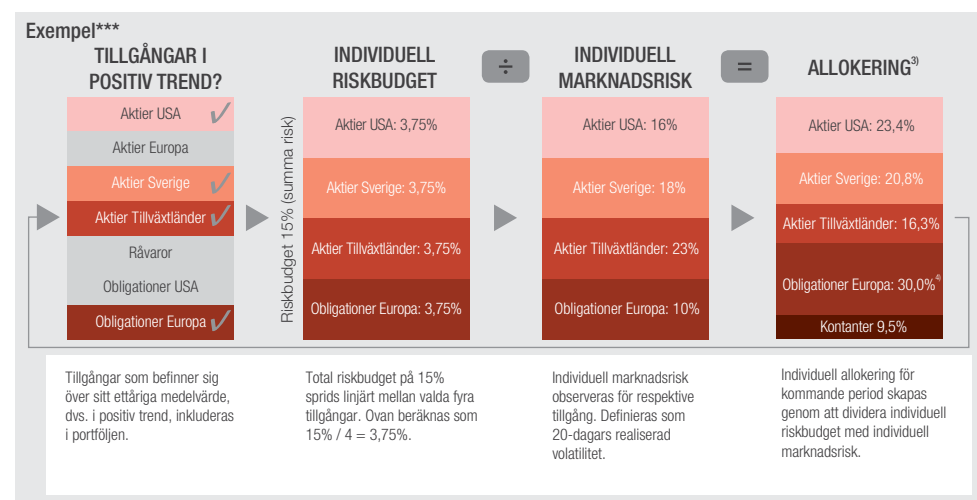 Exempel***
TILLGÅNGAR I
POSITIV TREND?
Aktier USA ✓
Aktier Europa
Aktier Sverige ✓
Aktier Tillväxtländer ✓
Råvaror
Obligationer USA
Obligationer Europa ✓
Tillgångar som befinner sig
över sitt ettåriga medelvärde,
dvs. i positiv trend, inkluderas
i portföljen.
INDIVIDUELL
RISKBUDGET
Riskbudget 15% (summa risk)
Aktier USA: 3,75%
Aktier Sverige: 3,75%
Aktier Tillväxtländer: 3,75%
Obligationer Europa: 3,75%
Total riskbudget på 15%
sprids linjärt mellan valda fyra
tillgångar. Ovan beräknas som
15% / 4 = 3,75%.
÷
INDIVIDUELL
MARKNADSRISK
Aktier USA: 16%
Aktier Sverige: 18%
Aktier Tillväxtländer: 23%
Obligationer Europa: 10%
Individuell marknadsrisk
observeras för respektive
tillgång. Definieras som
20-dagars realiserad
volatilitet.
=
ALLOKERING3)
Aktier USA: 23,4%
Aktier Sverige: 20,8%
Aktier Tillväxtländer: 16,3%
Obligationer Europa: 30,0%4)
Kontanter 9,5%
Individuell allokering för
kommande period skapas
genom att dividera individuell
riskbudget med individuell
marknadsrisk.